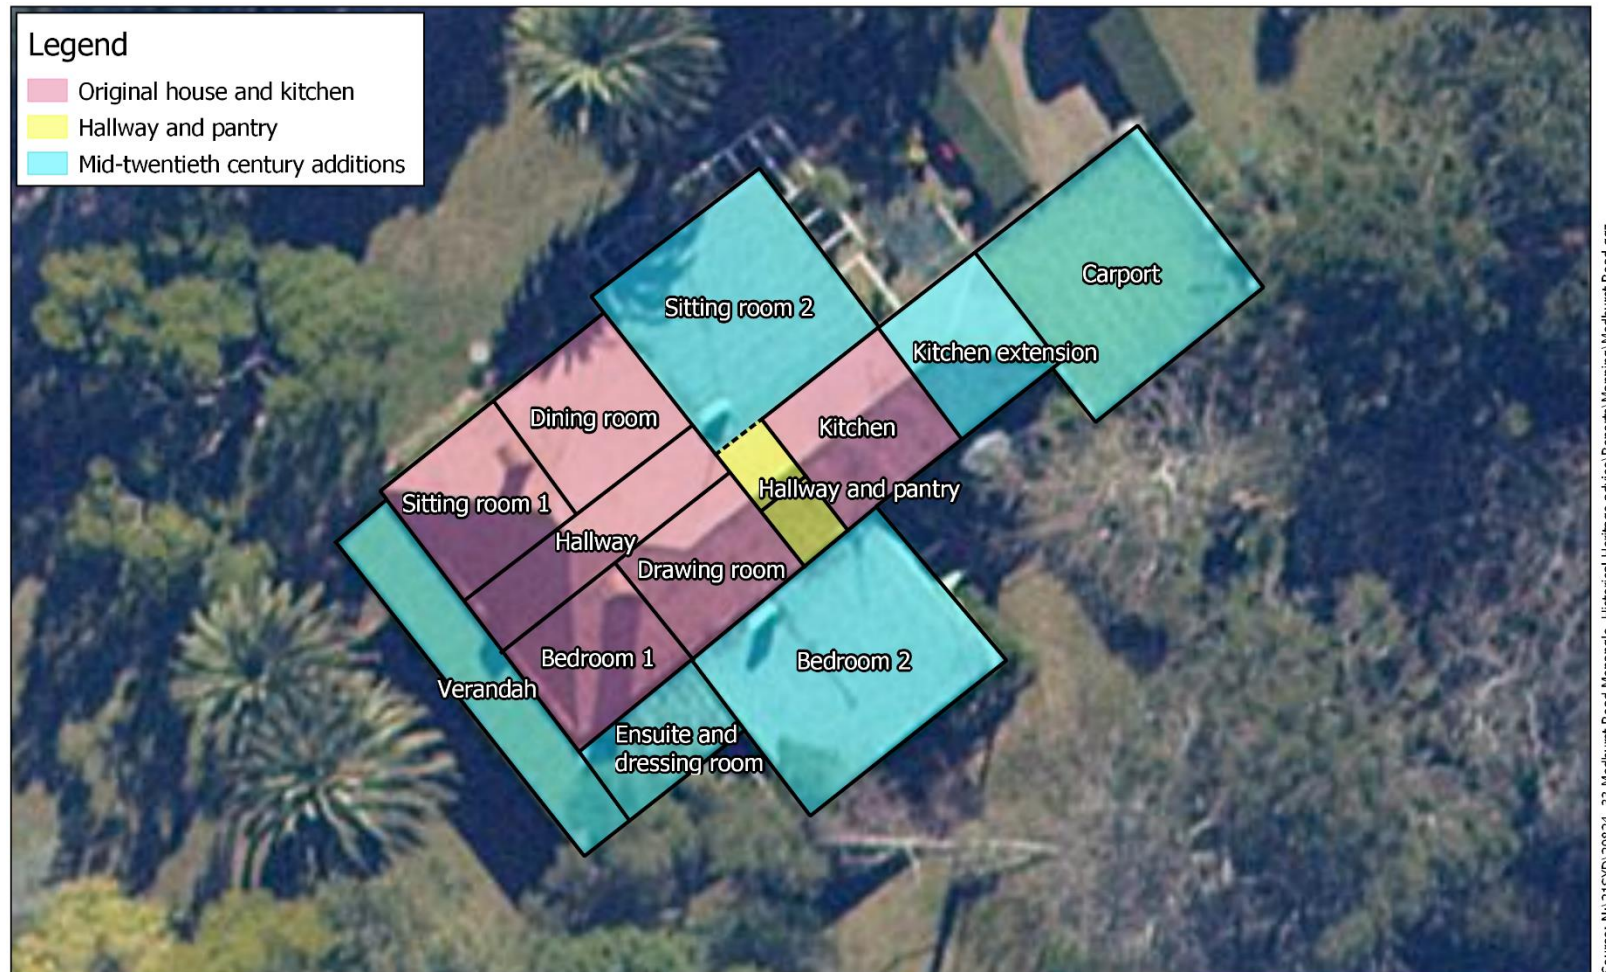 Legend
Original house and kitchen
Hallway and pantry
Mid-twentieth century additions
Carport
Sitting room 2
Kitchen extension
Dining room
Kitchen
Sitting room 1
Hallway and pantry
Hallway
Drawing room
Bedroom 1
Bedroom 2
Verandah
Ensuite and
dressing room